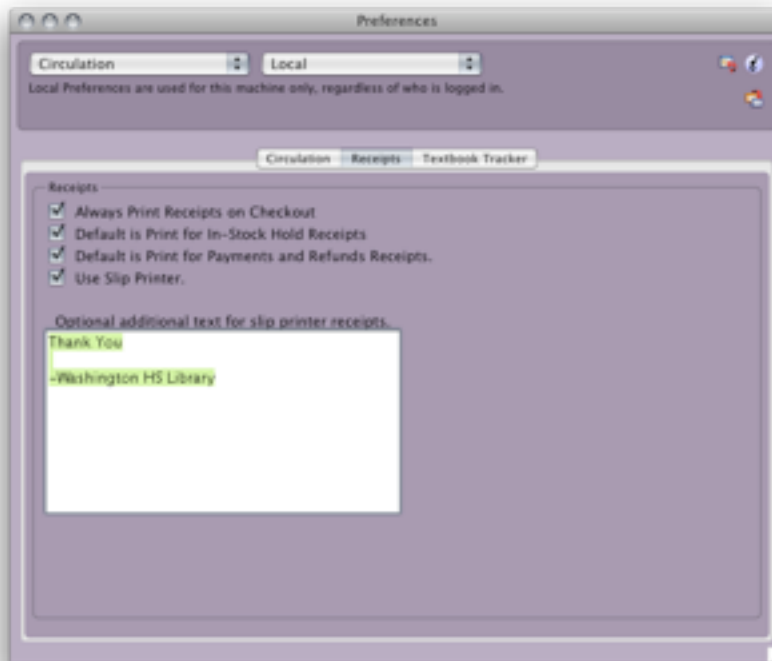 Preferences
Circulation Local
Local Preferences are used for this machine only, regardless of who is logged in.
Circulation Receipts Textbook Tracker
Receipts
Always Print Receipts on Checkout
Default is Print for In-Stock Hold Receipts
Default is Print for Payments and Refunds Receipts.
Use Slip Printer.
Optional additional text for slip printer receipts.
Thank You
-Washington HS Library